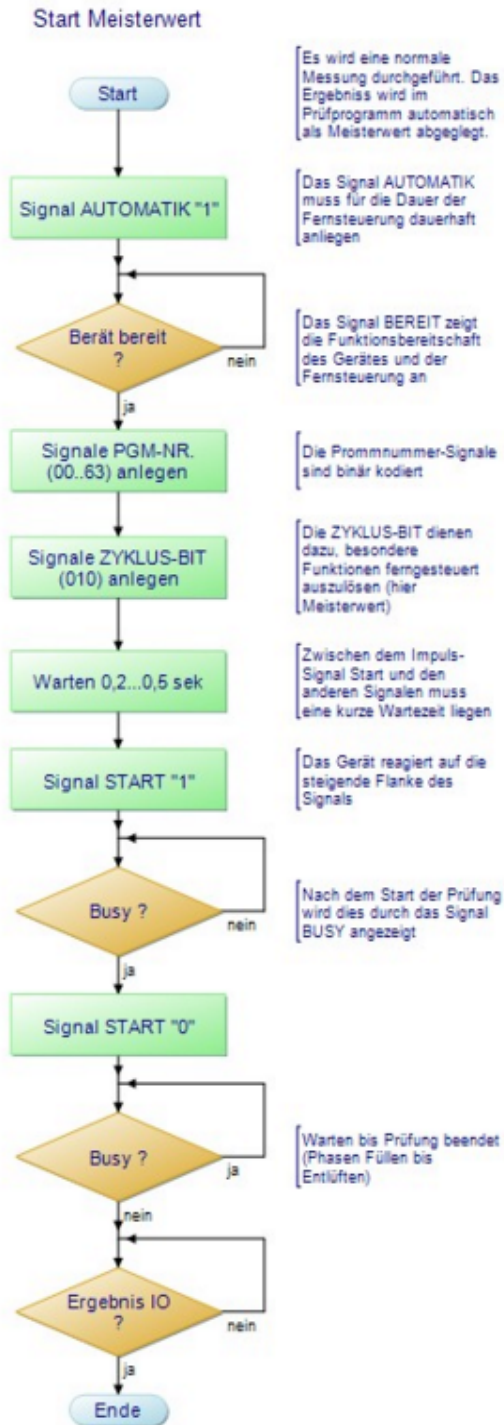 Start Meisterwert
Start
Es wird eine normale
Messung durchgeführt. Das
Ergebniss wird im
Prüfprogramm automatisch
als Meisterwert abgeglegt.
Signal AUTOMATIK "1"
Das Signal AUTOMATIK
muss für die Dauer der
Fernsteuerung dauerhaft
anliegen
Berät bereit
?
nein
ja
Das Signal BEREIT zeigt
die Funktionsbereitschaft
des Gerätes und der
Fernsteuerung an
Signale PGM-NR.
(00..63) anlegen
Die Prommnummer-Signale
sind binär kodiert
Signale ZYKLUS-BIT
(010) anlegen
Die ZYKLUS-BIT dienen
dazu, besondere
Funktionen ferngesteuert
auszulösen (hier
Meisterwert)
Warten 0,2...0,5 sek
Zwischen dem Impuls-
Signal Start und den
anderen Signalen muss
eine kurze Wartezeit liegen
Signal START "1"
Das Gerät reagiert auf die
steigende Flanke des
Signals
Busy ?
nein
ja
Nach dem Start der Prüfung
wird dies durch das Signal
BUSY angezeigt
Signal START "0"
Busy ?
ja
nein
Warten bis Prüfung beendet
(Phasen Füllen bis
Entlüften)
Ergebnis IO
?
nein
ja
Ende